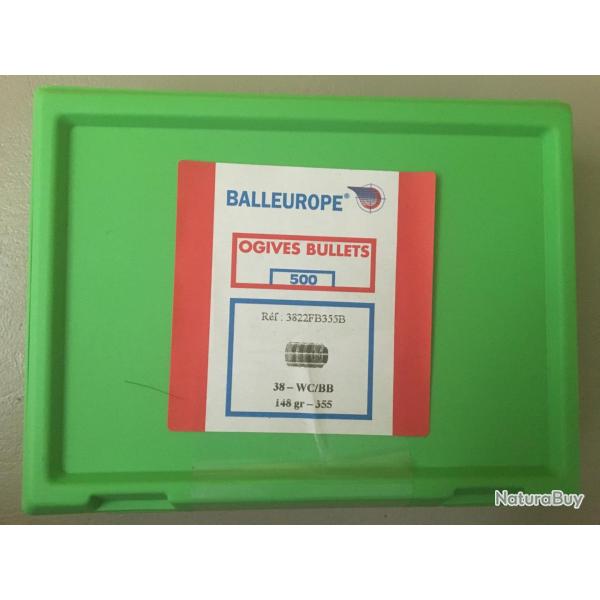 BALLEUROPE®
OGIVES BULLETS
500
Réf : 3822FB355B
38 – WC/BB
148 gr – 355
NaturaBuy